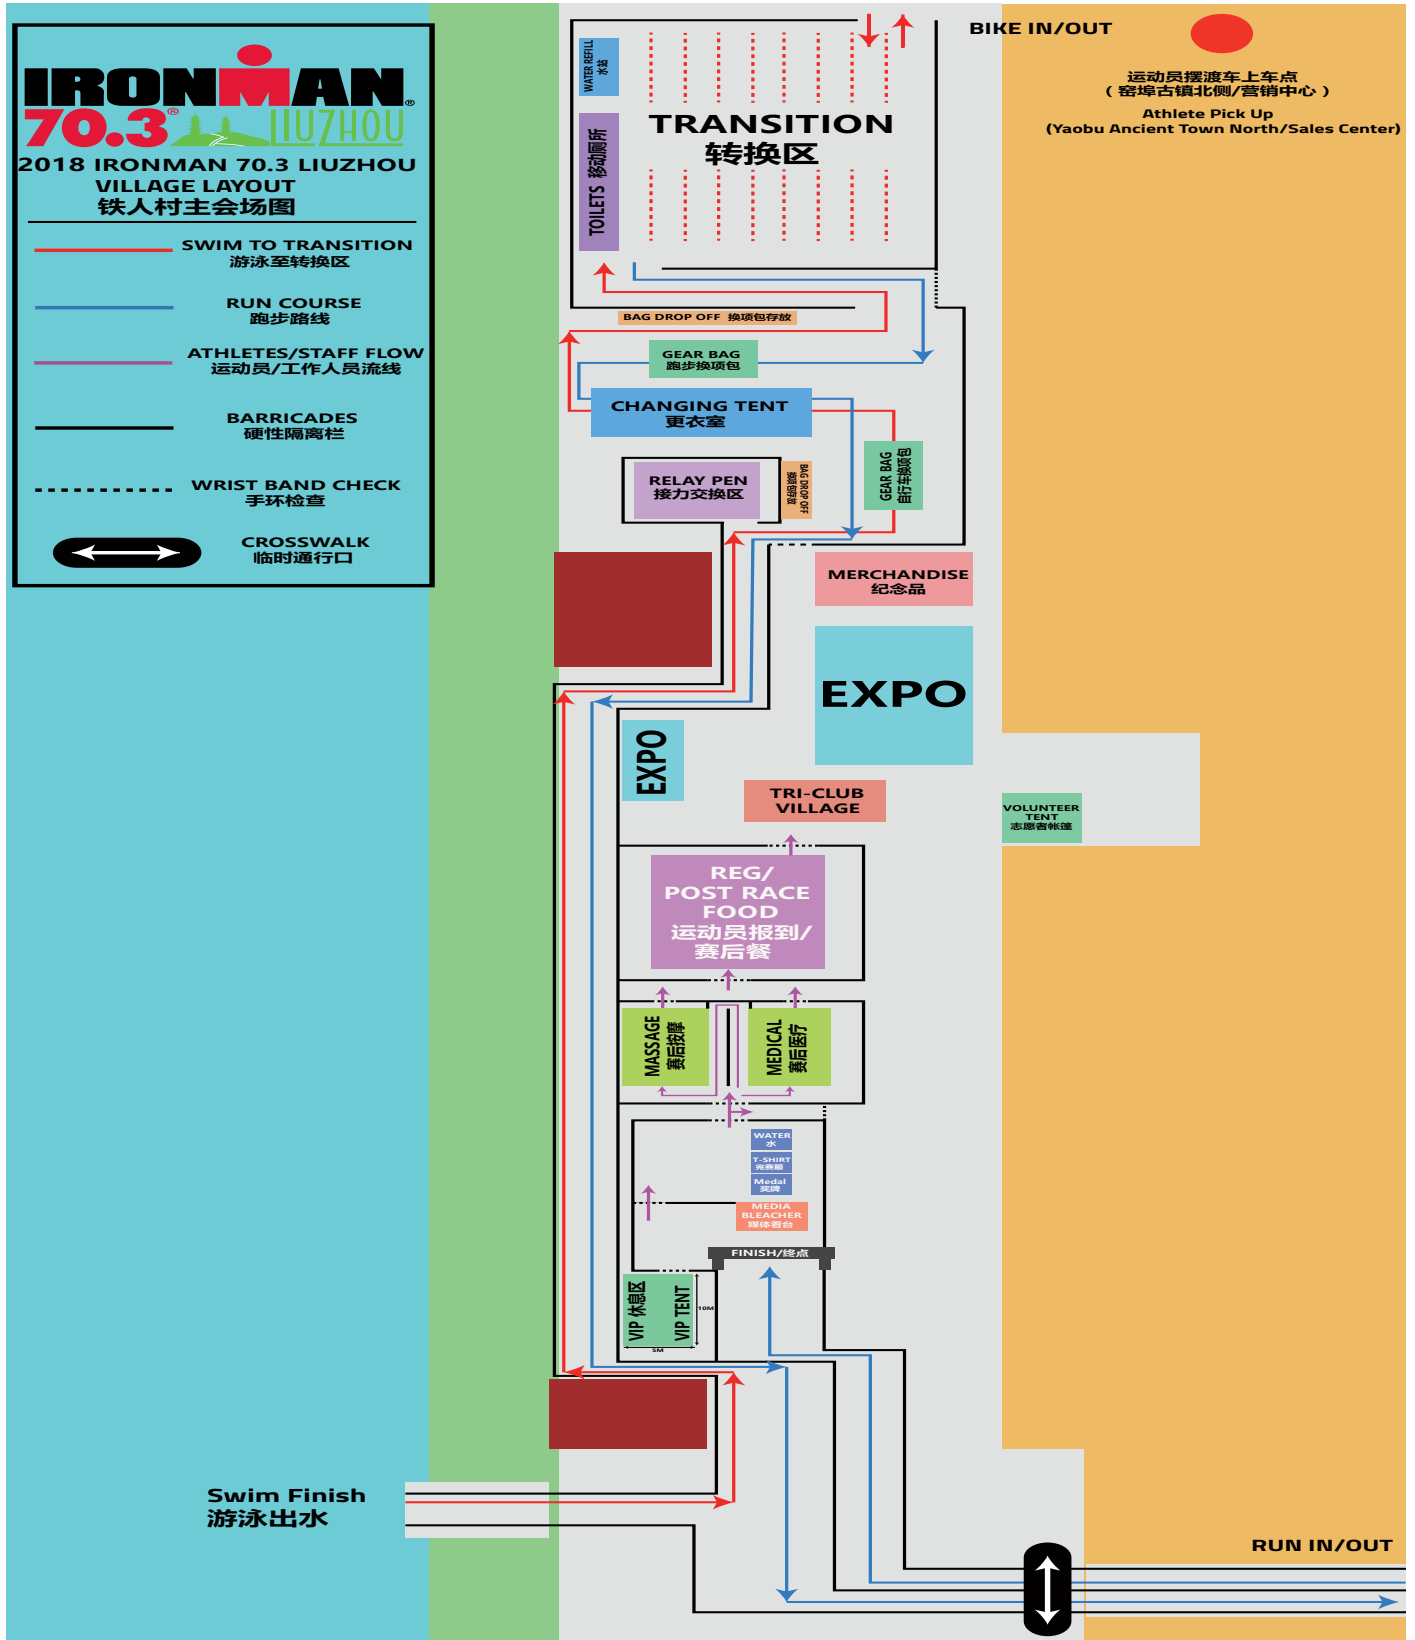 IRONMAN®
70.3® LIUZHOU
2018 IRONMAN 70.3 LIUZHOU
VILLAGE LAYOUT
铁人村主会场图
SWIM TO TRANSITION
游泳至转换区
RUN COURSE
跑步路线
ATHLETES/STAFF FLOW
运动员/工作人员流线
BARRICADES
硬性隔离栏
WRIST BAND CHECK
手环检查
CROSSWALK
临时通行口
BIKE IN/OUT
运动员摆渡车上车点
(窑埠古镇北侧/营销中心)
Athlete Pick Up
(Yaobu Ancient Town North/Sales Center)
WATER REFILL
水站
TOILETS 移动厕所
TRANSITION
转换区
BAG DROP OFF 换项包存放
GEAR BAG
跑步换项包
CHANGING TENT
更衣室
GEAR BAG
自行车换项包
RELAY PEN
接力交换区
BAG DROP OFF
换项包存放
MERCHANDISE
纪念品
EXPO
EXPO
TRI-CLUB
VILLAGE
VOLUNTEER
TENT
志愿者帐篷
REG/
POST RACE
FOOD
运动员报到/
赛后餐
MASSAGE
赛后按摩
MEDICAL
赛后医疗
WATER
水
T-SHIRT
完赛服
Medal
奖牌
MEDIA
BLEACHER
媒体看台
FINISH/终点
VIP 休息区
VIP TENT
10M
5M
Swim Finish
游泳出水
RUN IN/OUT